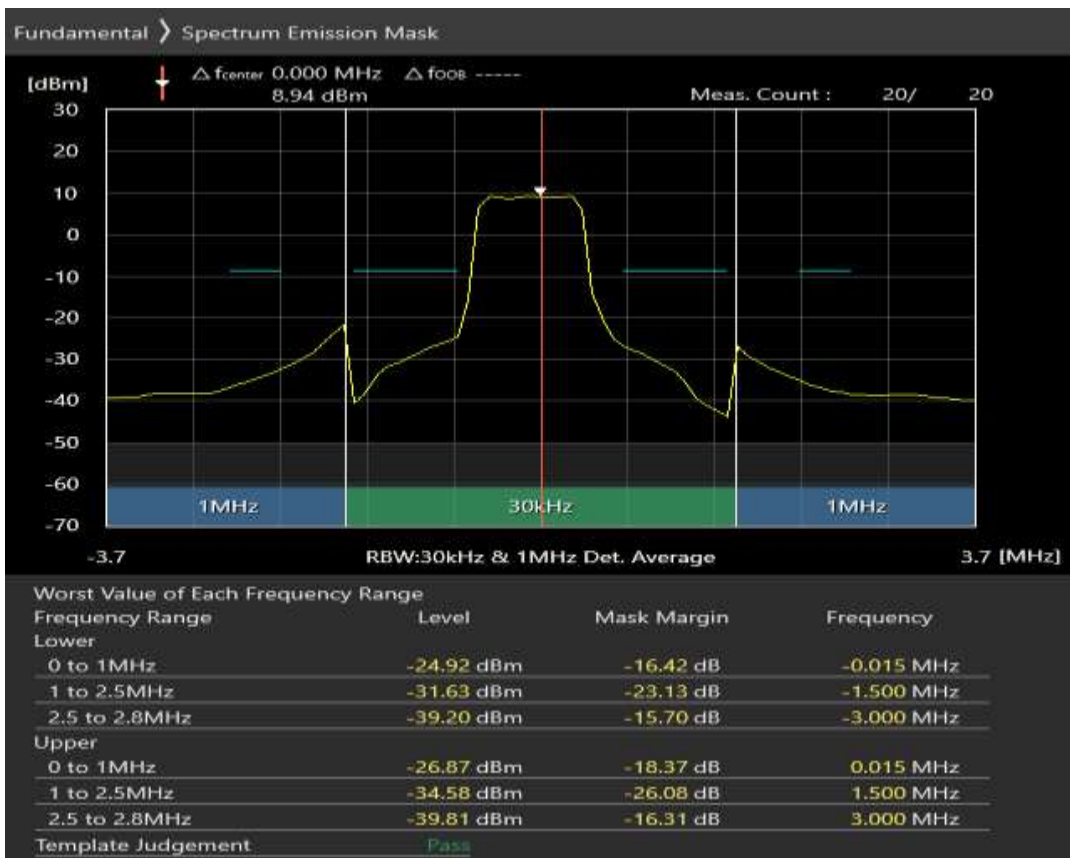 Fundamental ❯ Spectrum Emission Mask
[dBm] △ fcenter 0.000 MHz △ fOOB -----
8.94 dBm Meas. Count : 20/ 20
30
20
10
0
-10
-20
-30
-40
-50
-60
-70
1MHz 30kHz 1MHz
-3.7 RBW:30kHz & 1MHz Det. Average 3.7 [MHz]
Worst Value of Each Frequency Range
Frequency Range Level Mask Margin Frequency
Lower
0 to 1MHz -24.92 dBm -16.42 dB -0.015 MHz
1 to 2.5MHz -31.63 dBm -23.13 dB -1.500 MHz
2.5 to 2.8MHz -39.20 dBm -15.70 dB -3.000 MHz
Upper
0 to 1MHz -26.87 dBm -18.37 dB 0.015 MHz
1 to 2.5MHz -34.58 dBm -26.08 dB 1.500 MHz
2.5 to 2.8MHz -39.81 dBm -16.31 dB 3.000 MHz
Template Judgement Pass